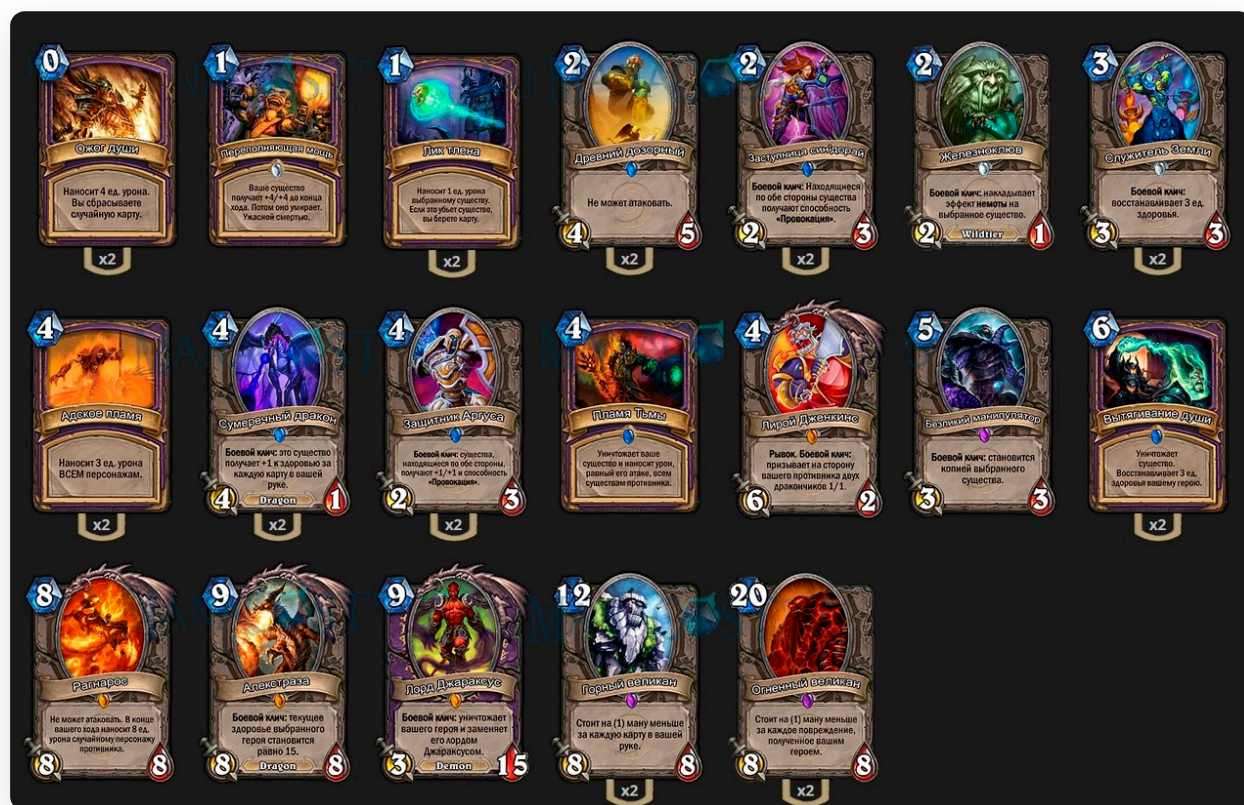 0
Ожог души
Наносит 4 ед. урона.
Вы сбрасываете
случайную карту.
x2
1
Переполняющая мощь
Ваше существо
получает +4/+4 до конца
хода. Потом оно умирает.
Ужасной смертью.
1
Лик тлена
Наносит 1 ед. урона
выбранному существу.
Если это убьет существо,
вы берете карту.
x2
2
Древний дозорный
Не может атаковать.
4
5
x2
2
Заступница син'дорай
Боевой клич: Находящиеся
по обе стороны существа
получают способность
«Провокация».
2
3
x2
2
Железноклюв
Боевой клич: накладывает
эффект немоты на
выбранное существо.
2
Wildtier
1
3
Служитель Земли
Боевой клич:
восстанавливает 3 ед.
здоровья.
3
3
x2
4
Адское пламя
Наносит 3 ед. урона
ВСЕМ персонажам.
x2
4
Сумеречный дракон
Боевой клич: это существо
получает +1 к здоровью за
каждую карту в вашей
руке.
4
Dragon
1
x2
4
Защитник Аргуса
Боевой клич: существа,
находящиеся по обе стороны,
получают +1/+1 и способность
«Провокация».
2
3
x2
4
Пламя Тьмы
Уничтожает ваше
существо и наносит урон,
равный его атаке, всем
существам противника.
4
Лирой Дженкинс
Рывок. Боевой клич:
призывает на сторону
вашего противника двух
дракончиков 1/1.
6
2
5
Безликий манипулятор
Боевой клич: становится
копией выбранного
существа.
3
3
6
Вытягивание души
Уничтожает
существо.
Восстанавливает 3 ед.
здоровья вашему герою.
x2
8
Рагнарос
Не может атаковать. В конце
вашего хода наносит 8 ед.
урона случайному персонажу
противника.
8
8
9
Алекстраза
Боевой клич: текущее
здоровье выбранного
героя становится
равно 15.
8
Dragon
8
9
Лорд Джараксус
Боевой клич: уничтожает
вашего героя и заменяет
его лордом
Джараксусом.
3
Demon
15
12
Горный великан
Стоит на (1) ману меньше
за каждую карту в вашей
руке.
8
8
x2
20
Огненный великан
Стоит на (1) ману меньше
за каждое повреждение,
полученное вашим
героем.
8
8
x2